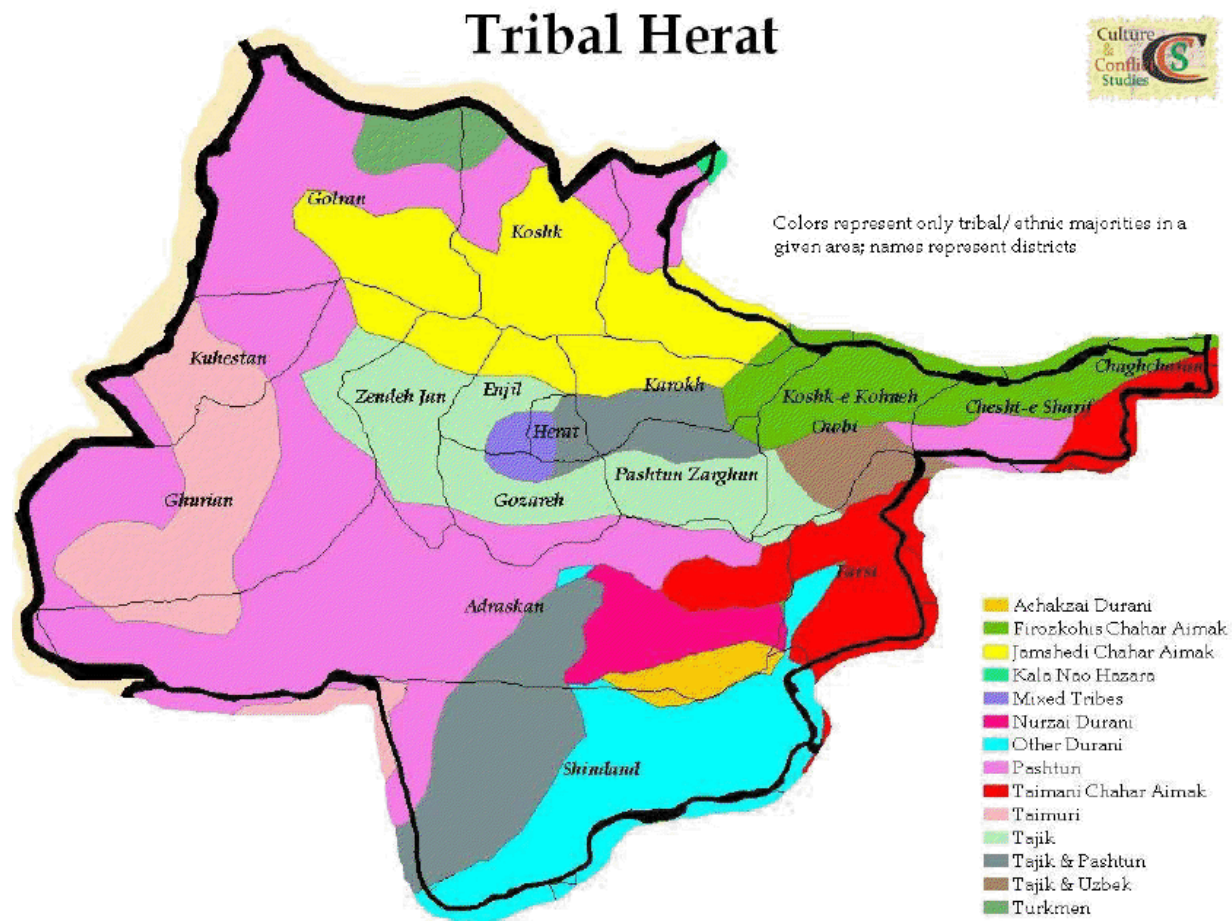 Tribal Herat
Culture
&
Conflict
Studies
CCS
Colors represent only tribal/ ethnic majorities in a
given area; names represent districts
Golran
Koshk
Kuhestan
Zendeh Jan
Enjil
Karokh
Koshk-e Kohneh
Chesht-e Sharif
Chaghcharan
Herat
Owbi
Pashtun Zarghun
Ghurian
Gozareh
Farsi
Adraskan
Shindand
Achakzai Durani
Firozkohis Chahar Aimak
Jamshedi Chahar Aimak
Kala Nao Hazara
Mixed Tribes
Nurzai Durani
Other Durani
Pashtun
Taimani Chahar Aimak
Taimuri
Tajik
Tajik & Pashtun
Tajik & Uzbek
Turkmen